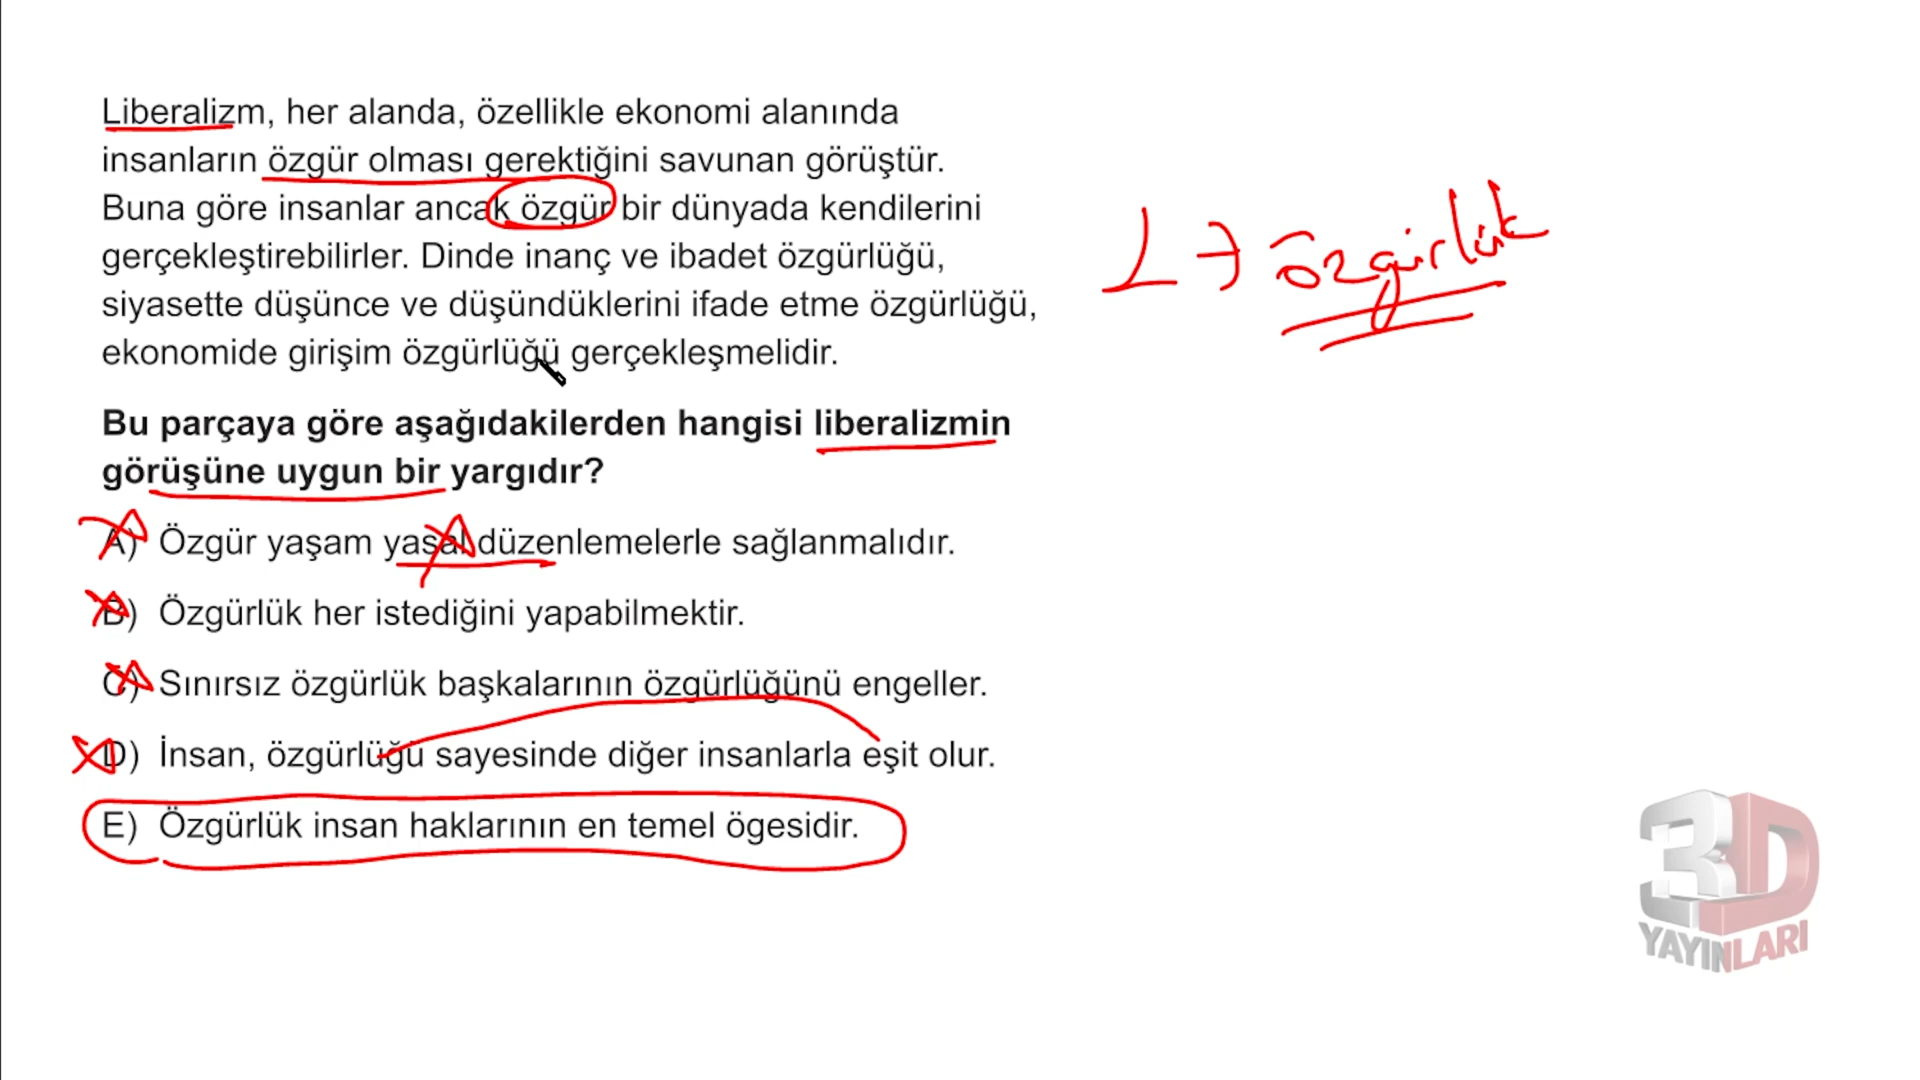 Liberalizm, her alanda, özellikle ekonomi alanında
insanların özgür olması gerektiğini savunan görüştür.
Buna göre insanlar ancak özgür bir dünyada kendilerini
gerçekleştirebilirler. Dinde inanç ve ibadet özgürlüğü,
siyasette düşünce ve düşündüklerini ifade etme özgürlüğü,
ekonomide girişim özgürlüğü gerçekleşmelidir.
L → özgürlük
Bu parçaya göre aşağıdakilerden hangisi liberalizmin
görüşüne uygun bir yargıdır?
A) Özgür yaşam yasal düzenlemelerle sağlanmalıdır.
B) Özgürlük her istediğini yapabilmektir.
C) Sınırsız özgürlük başkalarının özgürlüğünü engeller.
D) İnsan, özgürlüğü sayesinde diğer insanlarla eşit olur.
E) Özgürlük insan haklarının en temel ögesidir.
3D
YAYINLARI